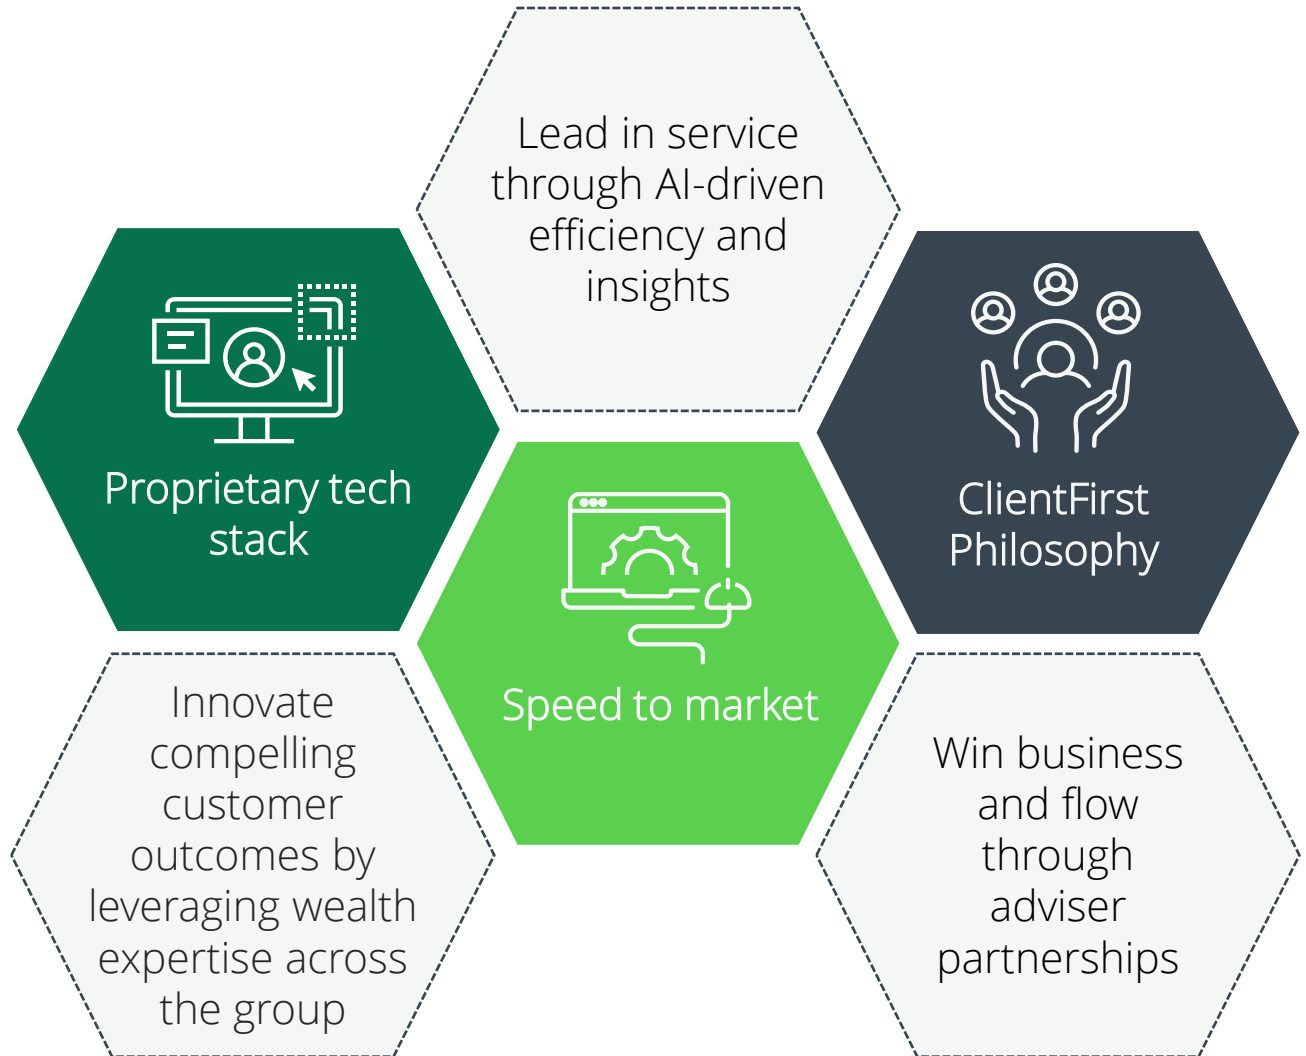 Lead in service
through AI-driven
efficiency and
insights
Proprietary tech
stack
ClientFirst
Philosophy
Speed to market
Innovate
compelling
customer
outcomes by
leveraging wealth
expertise across
the group
Win business
and flow
through
adviser
partnerships